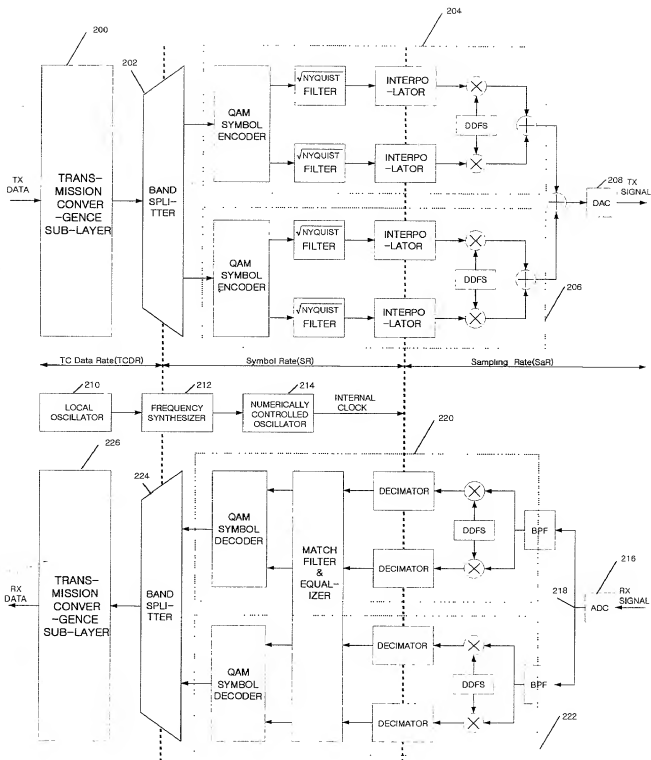 200
202
204
TX
DATA
TRANS-
MISSION
CONVER
-GENCE
SUB-LAYER
BAND
SPLI-
TTER
QAM
SYMBOL
ENCODER
√NYQUIST
FILTER
INTERPO
-LATOR
DDFS
√NYQUIST
FILTER
INTERPO
-LATOR
208
DAC
TX
SIGNAL
QAM
SYMBOL
ENCODER
√NYQUIST
FILTER
INTERPO
-LATOR
DDFS
√NYQUIST
FILTER
INTERPO
-LATOR
206
TC Data Rate(TCDR)
Symbol Rate(SR)
Sampling Rate(SaR)
210
LOCAL
OSCILLATOR
212
FREQUENCY
SYNTHESIZER
214
NUMERICALLY
CONTROLLED
OSCILLATOR
INTERNAL
CLOCK
226
224
220
RX
DATA
TRANS-
MISSION
CONVER
-GENCE
SUB-LAYER
BAND
SPLI-
TTER
QAM
SYMBOL
DECODER
MATCH
FILTER
&
EQUAL-
IZER
DECIMATOR
DDFS
BPF
DECIMATOR
216
218
ADC
RX
SIGNAL
QAM
SYMBOL
DECODER
DECIMATOR
DDFS
BPF
DECIMATOR
222